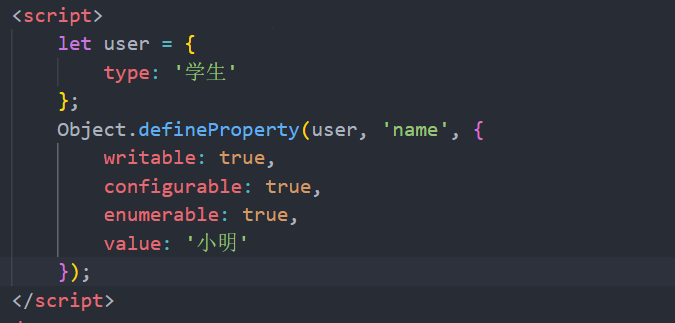 <script>
    let user = {
        type: '学生'
    };
    Object.defineProperty(user, 'name', {
        writable: true,
        configurable: true,
        enumerable: true,
        value: '小明'
    });
</script>